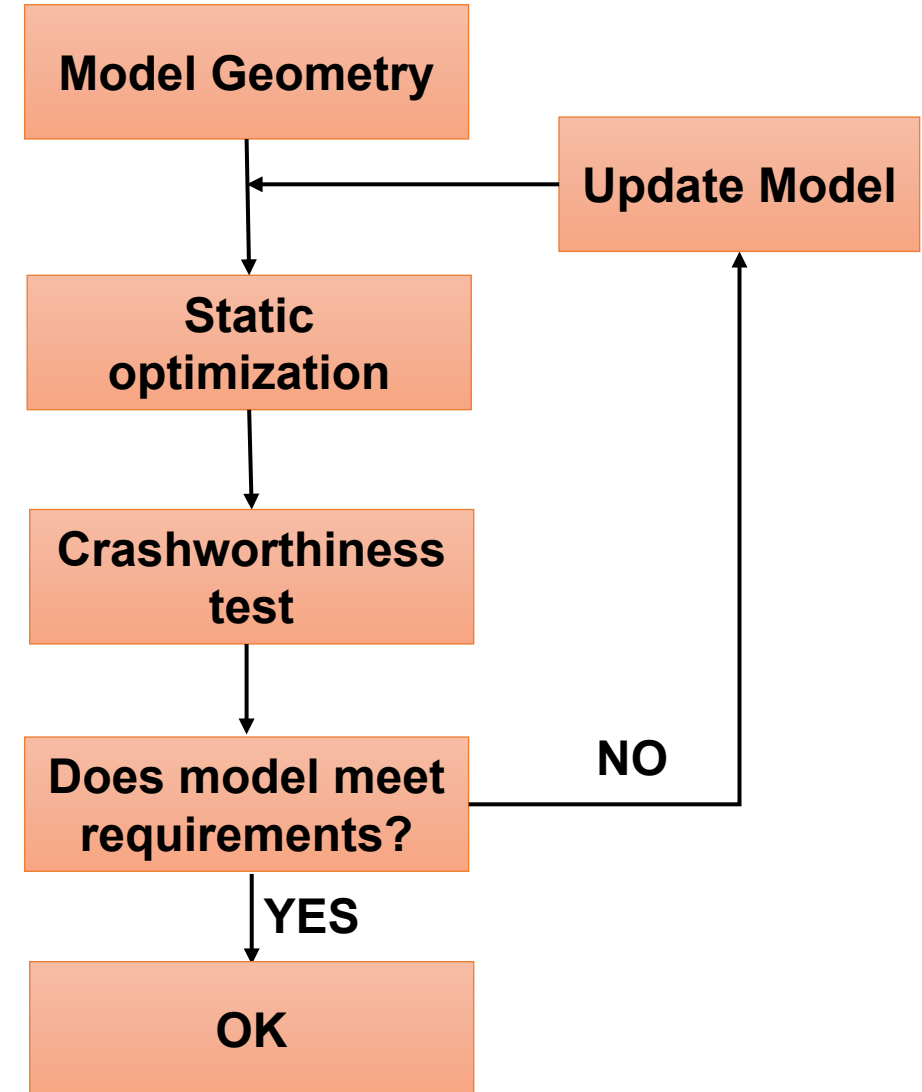 Model Geometry
Update Model
Static
optimization
Crashworthiness
test
Does model meet
requirements?
NO
YES
OK